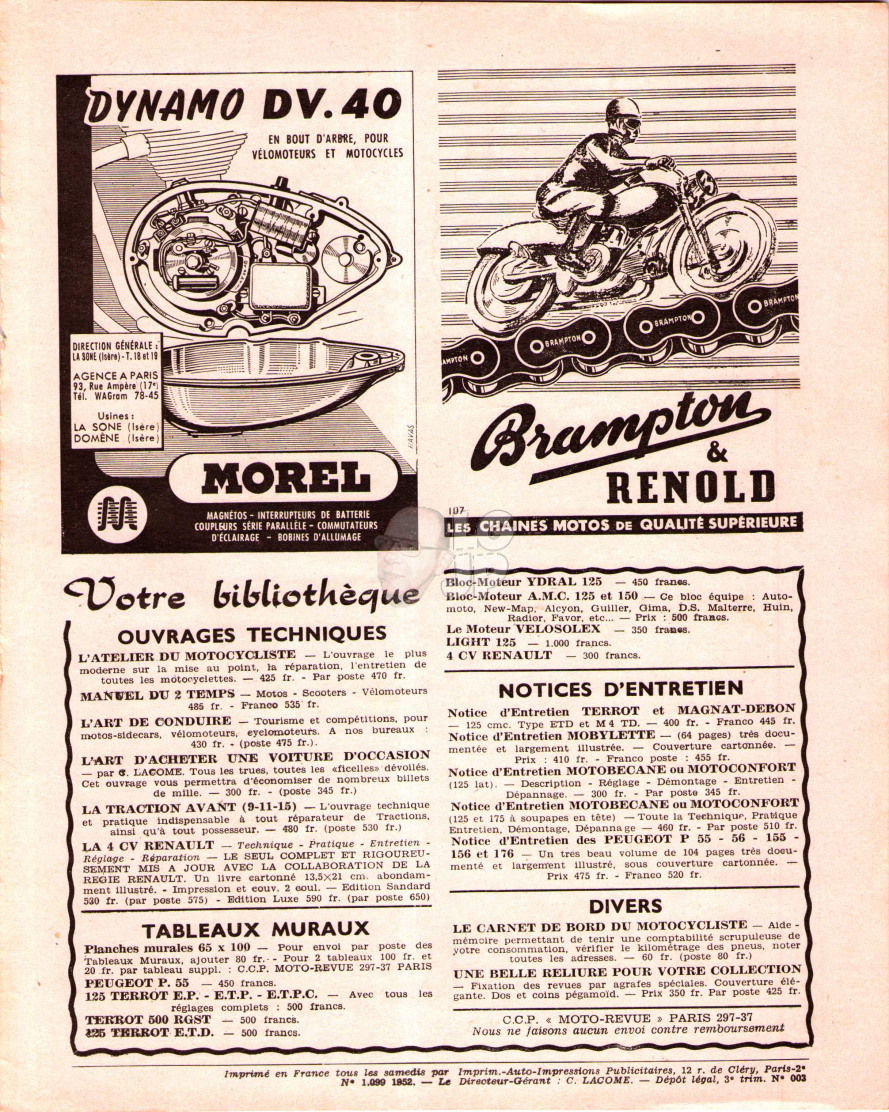 DYNAMO DV.40
EN BOUT D'ARBRE, POUR
VÉLOMOTEURS ET MOTOCYCLES
DIRECTION GÉNÉRALE :
LA SONE (Isère) - T. 18 et 19
AGENCE A PARIS
93, Rue Ampère (17e)
Tél. WAGram 78-45
Usines :
LA SONE (Isère)
DOMÈNE (Isère)
HAVAS
MOREL
MAGNÉTOS - INTERRUPTEURS DE BATTERIE
COUPLEURS SÉRIE PARALLÈLE - COMMUTATEURS
D'ÉCLAIRAGE - BOBINES D'ALLUMAGE
BRAMPTON
BRAMPTON
BRAMPTON
AMPTON
Brampton
&
RENOLD
107
LES CHAINES MOTOS DE QUALITÉ SUPÉRIEURE
Votre bibliothèque
OUVRAGES TECHNIQUES
L'ATELIER DU MOTOCYCLISTE — L'ouvrage le plus
moderne sur la mise au point, la réparation, l'entretien de
toutes les motocyclettes. — 425 fr. - Par poste 470 fr.
MANUEL DU 2 TEMPS — Motos - Scooters - Vélomoteurs
485 fr. - Franco 535 fr.
L'ART DE CONDUIRE — Tourisme et compétitions, pour
motos-sidecars, vélomoteurs, cyclomoteurs. A nos bureaux :
430 fr. - (poste 475 fr.).
L'ART D'ACHETER UNE VOITURE D'OCCASION
— par C. LACOME. Tous les trucs, toutes les «ficelles» dévoilés.
Cet ouvrage vous permettra d'économiser de nombreux billets
de mille. — 300 fr. - (poste 345 fr.)
LA TRACTION AVANT (9-11-15) — L'ouvrage technique
et pratique indispensable à tout réparateur de Tractions,
ainsi qu'à tout possesseur. — 480 fr. (poste 530 fr.)
LA 4 CV RENAULT — Technique - Pratique - Entretien -
Réglage - Réparation — LE SEUL COMPLET ET RIGOUREU-
SEMENT MIS A JOUR AVEC LA COLLABORATION DE LA
REGIE RENAULT. Un livre cartonné 13,5×21 cm. abondam-
ment illustré. - Impression et couv. 2 coul. — Edition Sandard
530 fr. (par poste 575) - Edition Luxe 590 fr. (par poste 650)
TABLEAUX MURAUX
Planches murales 65 x 100 — Pour envoi par poste des
Tableaux Muraux, ajouter 80 fr. - Pour 2 tableaux 100 fr. et
20 fr. par tableau suppl. : C.C.P. MOTO-REVUE 297-37 PARIS
PEUGEOT P. 55 — 450 francs.
125 TERROT E.P. - E.T.P. - E.T.P.C. — Avec tous les
réglages complets : 500 francs.
TERROT 500 RGST — 500 francs.
125 TERROT E.T.D. — 500 francs.
Bloc-Moteur YDRAL 125 — 450 francs.
Bloc-Moteur A.M.C. 125 et 150 — Ce bloc équipe : Auto-
moto, New-Map, Alcyon, Guiller, Gima, D.S. Malterre, Huin,
Radior, Favor, etc... — Prix : 500 francs.
Le Moteur VELOSOLEX — 350 francs.
LIGHT 125 — 1.000 francs.
4 CV RENAULT — 300 francs.
NOTICES D'ENTRETIEN
Notice d'Entretien TERROT et MAGNAT-DEBON
— 125 cmc. Type ETD et M4 TD. — 400 fr. - Franco 445 fr.
Notice d'Entretien MOBYLETTE — (64 pages) très docu-
mentée et largement illustrée. — Couverture cartonnée. —
Prix : 410 fr. - Franco poste : 455 fr.
Notice d'Entretien MOTOBECANE ou MOTOCONFORT
(125 lat). — Description - Réglage - Démontage - Entretien -
Dépannage. — 300 fr. - Par poste 345 fr.
Notice d'Entretien MOTOBECANE ou MOTOCONFORT
(125 et 175 à soupapes en tête) — Toute la Technique, Pratique
Entretien, Démontage, Dépannage — 460 fr. - Par poste 510 fr.
Notice d'Entretien des PEUGEOT P 55 - 56 - 155 -
156 et 176 — Un très beau volume de 104 pages très docu-
menté et largement illustré, sous couverture cartonnée. —
Prix 475 fr. - Franco 520 fr.
DIVERS
LE CARNET DE BORD DU MOTOCYCLISTE — Aide-
mémoire permettant de tenir une comptabilité scrupuleuse de
votre consommation, vérifier le kilométrage des pneus, noter
toutes les adresses. — 60 fr. (poste 80 fr.)
UNE BELLE RELIURE POUR VOTRE COLLECTION
— Fixation des revues par agrafes spéciales. Couverture élé-
gante. Dos et coins pégamoïd. — Prix 350 fr. Par poste 425 fr.
C.C.P. « MOTO-REVUE » PARIS 297-37
Nous ne faisons aucun envoi contre remboursement
Imprimé en France tous les samedis par Imprim.-Auto-Impressions Publicitaires, 12 r. de Cléry, Paris-2e
N° 1.099 1952. — Le Directeur-Gérant : C. LACOME. — Dépôt légal, 3e trim. N° 003